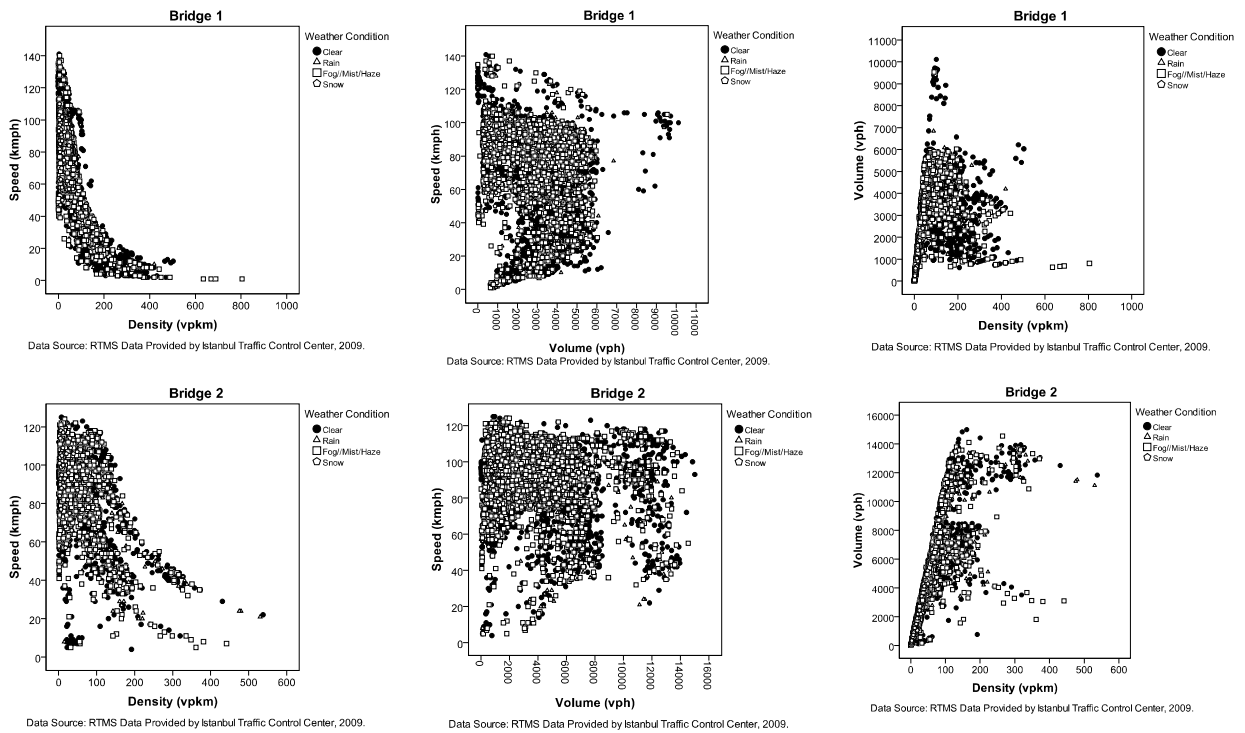 Bridge 1
Speed (kmph)
140
120
100
80
60
40
20
0
0 200 400 600 800 1000
Density (vpkm)
Weather Condition
Clear
Rain
Fog//Mist/Haze
Snow
Data Source: RTMS Data Provided by Istanbul Traffic Control Center, 2009.
Bridge 1
Speed (kmph)
140
120
100
80
60
40
20
0
0 1000 2000 3000 4000 5000 6000 7000 8000 9000 10000 11000
Volume (vph)
Weather Condition
Clear
Rain
Fog//Mist/Haze
Snow
Data Source: RTMS Data Provided by Istanbul Traffic Control Center, 2009.
Bridge 1
Volume (vph)
11000
10000
9000
8000
7000
6000
5000
4000
3000
2000
1000
0
0 200 400 600 800 1000
Density (vpkm)
Weather Condition
Clear
Rain
Fog//Mist/Haze
Snow
Data Source: RTMS Data Provided by Istanbul Traffic Control Center, 2009.
Bridge 2
Speed (kmph)
120
100
80
60
40
20
0
0 100 200 300 400 500 600
Density (vpkm)
Weather Condition
Clear
Rain
Fog//Mist/Haze
Snow
Data Source: RTMS Data Provided by Istanbul Traffic Control Center, 2009.
Bridge 2
Speed (kmph)
120
100
80
60
40
20
0
0 2000 4000 6000 8000 10000 12000 14000 16000
Volume (vph)
Weather Condition
Clear
Rain
Fog//Mist/Haze
Snow
Data Source: RTMS Data Provided by Istanbul Traffic Control Center, 2009.
Bridge 2
Volume (vph)
16000
14000
12000
10000
8000
6000
4000
2000
0
0 100 200 300 400 500 600
Density (vpkm)
Weather Condition
Clear
Rain
Fog//Mist/Haze
Snow
Data Source: RTMS Data Provided by Istanbul Traffic Control Center, 2009.